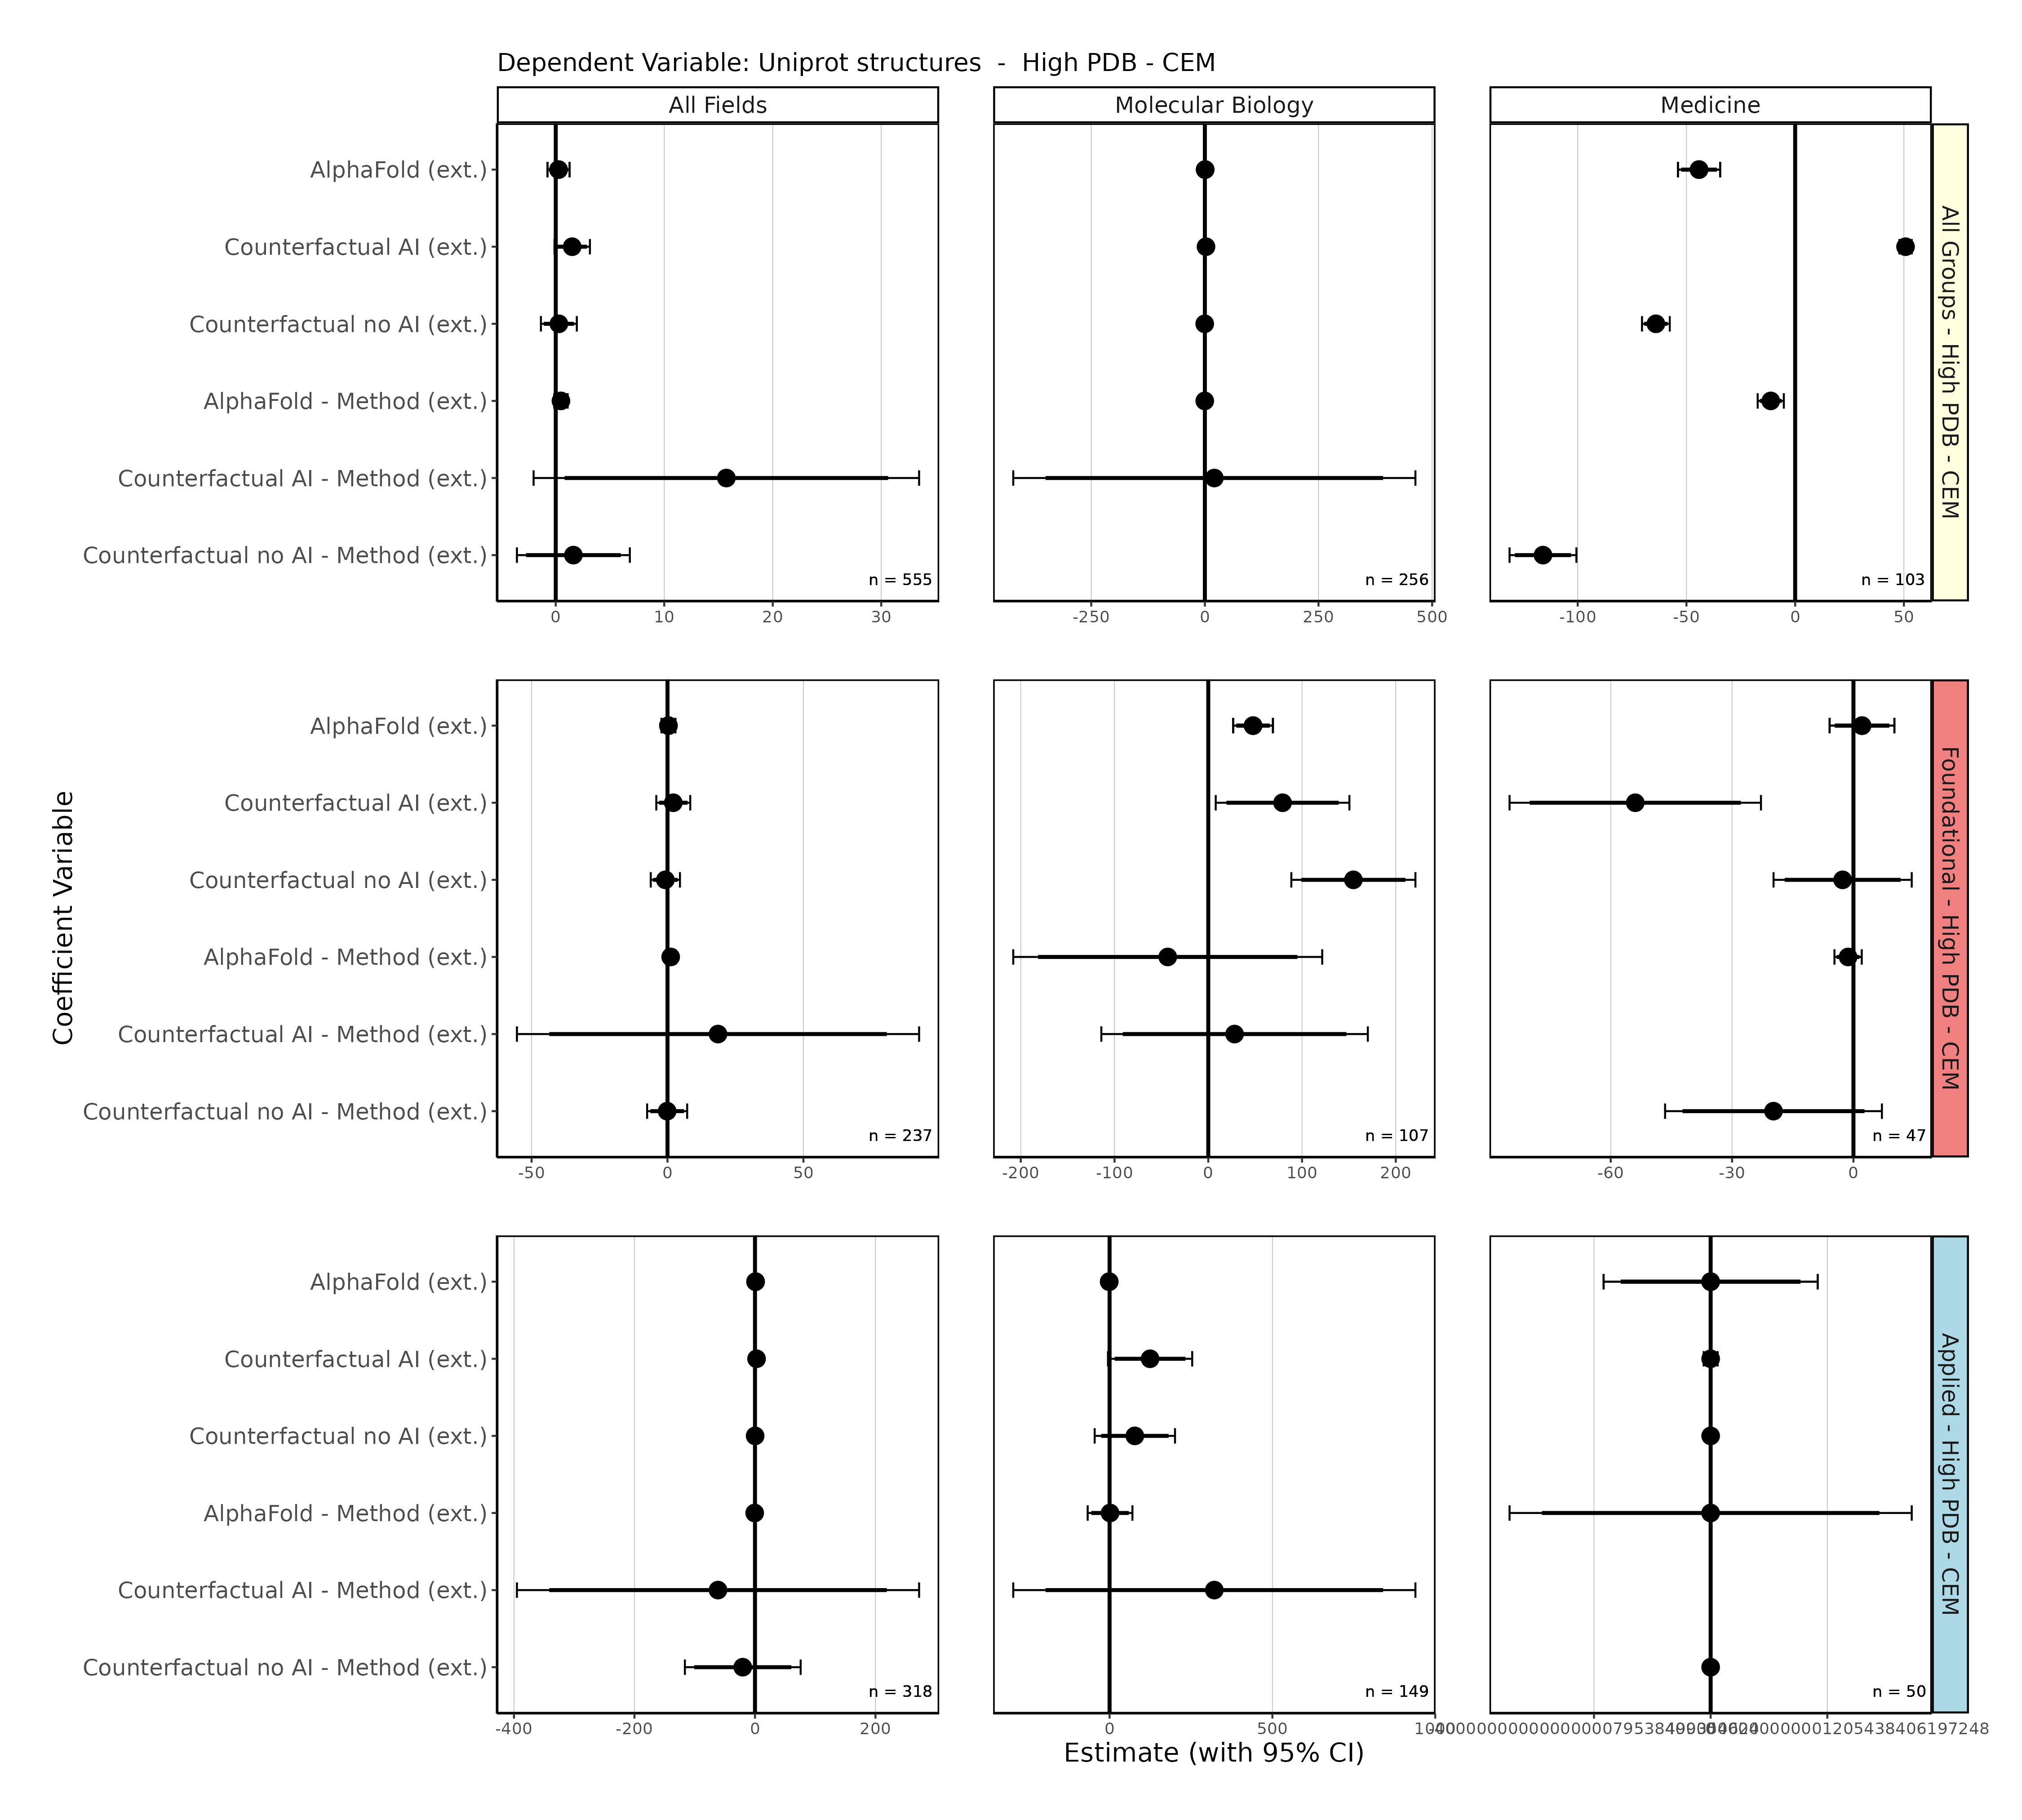 Dependent Variable: Uniprot structures - High PDB - CEM
All Fields
Molecular Biology
Medicine
AlphaFold (ext.)
Counterfactual AI (ext.)
Counterfactual no AI (ext.)
AlphaFold - Method (ext.)
Counterfactual AI - Method (ext.)
Counterfactual no AI - Method (ext.)
n = 555
n = 256
n = 103
All Groups - High PDB - CEM
0 10 20 30
-250 0 250 500
-100 -50 0 50
Coefficient Variable
AlphaFold (ext.)
Counterfactual AI (ext.)
Counterfactual no AI (ext.)
AlphaFold - Method (ext.)
Counterfactual AI - Method (ext.)
Counterfactual no AI - Method (ext.)
n = 237
n = 107
n = 47
Foundational - High PDB - CEM
-50 0 50
-200 -100 0 100 200
-60 -30 0
AlphaFold (ext.)
Counterfactual AI (ext.)
Counterfactual no AI (ext.)
AlphaFold - Method (ext.)
Counterfactual AI - Method (ext.)
Counterfactual no AI - Method (ext.)
n = 318
n = 149
n = 50
Applied - High PDB - CEM
-400 -200 0 200
0 500
Estimate (with 95% CI)